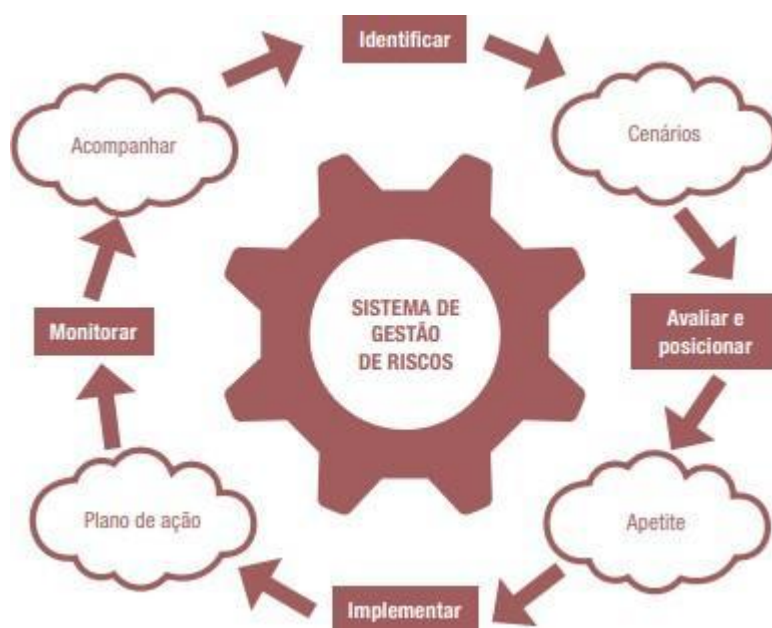 Identificar
Acompanhar
Cenários
SISTEMA DE
GESTÃO
DE RISCOS
Monitorar
Avaliar e
posicionar
Plano de ação
Apetite
Implementar